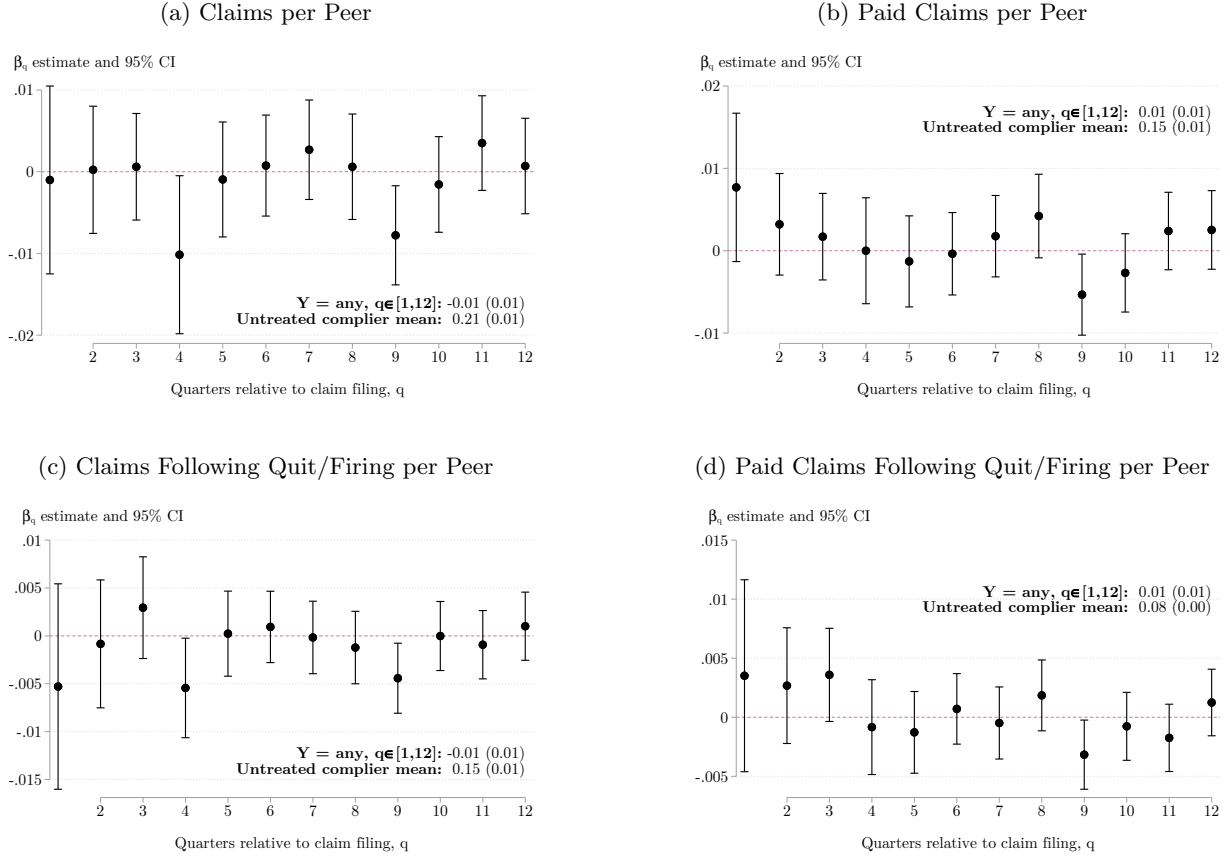 (a) Claims per Peer
βq estimate and 95% CI
.01
0
-.01
-.02
Y = any, q∈[1,12]: -0.01 (0.01)
Untreated complier mean: 0.21 (0.01)
2 3 4 5 6 7 8 9 10 11 12
Quarters relative to claim filing, q
(b) Paid Claims per Peer
βq estimate and 95% CI
.02
.01
0
-.01
Y = any, q∈[1,12]: 0.01 (0.01)
Untreated complier mean: 0.15 (0.01)
2 3 4 5 6 7 8 9 10 11 12
Quarters relative to claim filing, q
(c) Claims Following Quit/Firing per Peer
βq estimate and 95% CI
.01
.005
0
-.005
-.01
-.015
Y = any, q∈[1,12]: -0.01 (0.01)
Untreated complier mean: 0.15 (0.01)
2 3 4 5 6 7 8 9 10 11 12
Quarters relative to claim filing, q
(d) Paid Claims Following Quit/Firing per Peer
βq estimate and 95% CI
.015
.01
.005
0
-.005
Y = any, q∈[1,12]: 0.01 (0.01)
Untreated complier mean: 0.08 (0.00)
2 3 4 5 6 7 8 9 10 11 12
Quarters relative to claim filing, q